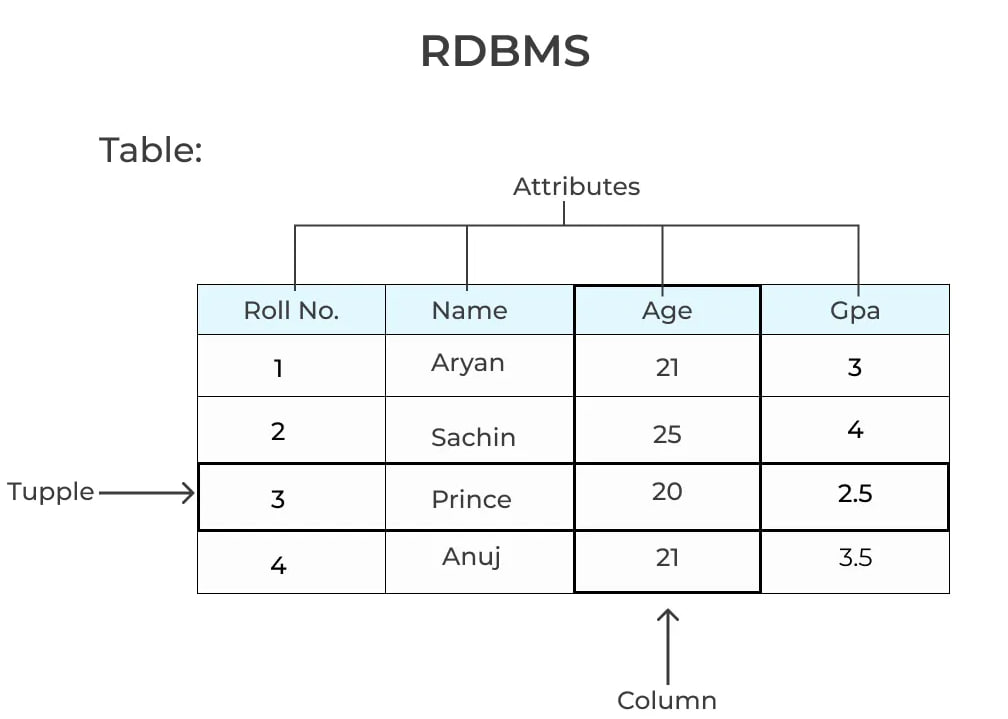 RDBMS
Table:
Attributes
Roll No. Name Age Gpa
1 Aryan 21 3
2 Sachin 25 4
Tupple 3 Prince 20 2.5
4 Anuj 21 3.5
Column